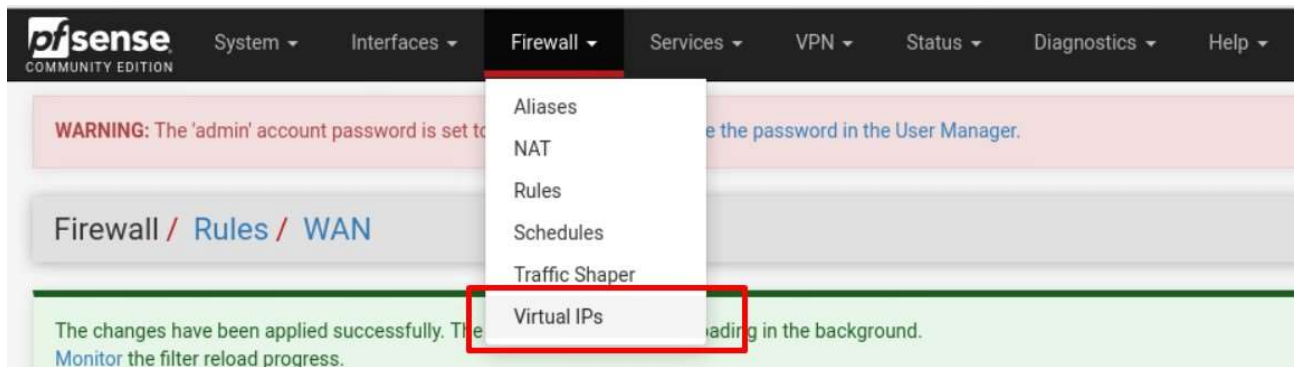 pfsense System Interfaces Firewall Services VPN Status Diagnostics Help
COMMUNITY EDITION
Aliases
WARNING: The 'admin' account password is set to e the password in the User Manager.
NAT
Rules
Firewall / Rules / WAN
Schedules
Traffic Shaper
Virtual IPs
The changes have been applied successfully. The ading in the background.
Monitor the filter reload progress.